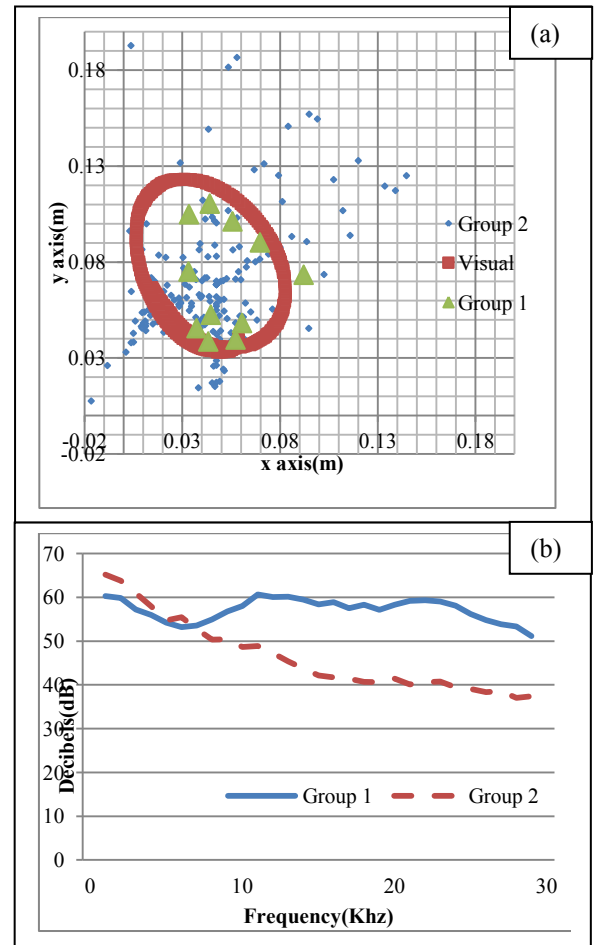 (a)
0.18
0.13
0.08
0.03
-0.02
-0.02 0.03 0.08 0.13 0.18
y axis(m)
x axis(m)
Group 2
Visual
Group 1
(b)
70
60
50
40
30
20
10
0
0 10 20 30
Decibels(dB)
Frequency(Khz)
Group 1 Group 2